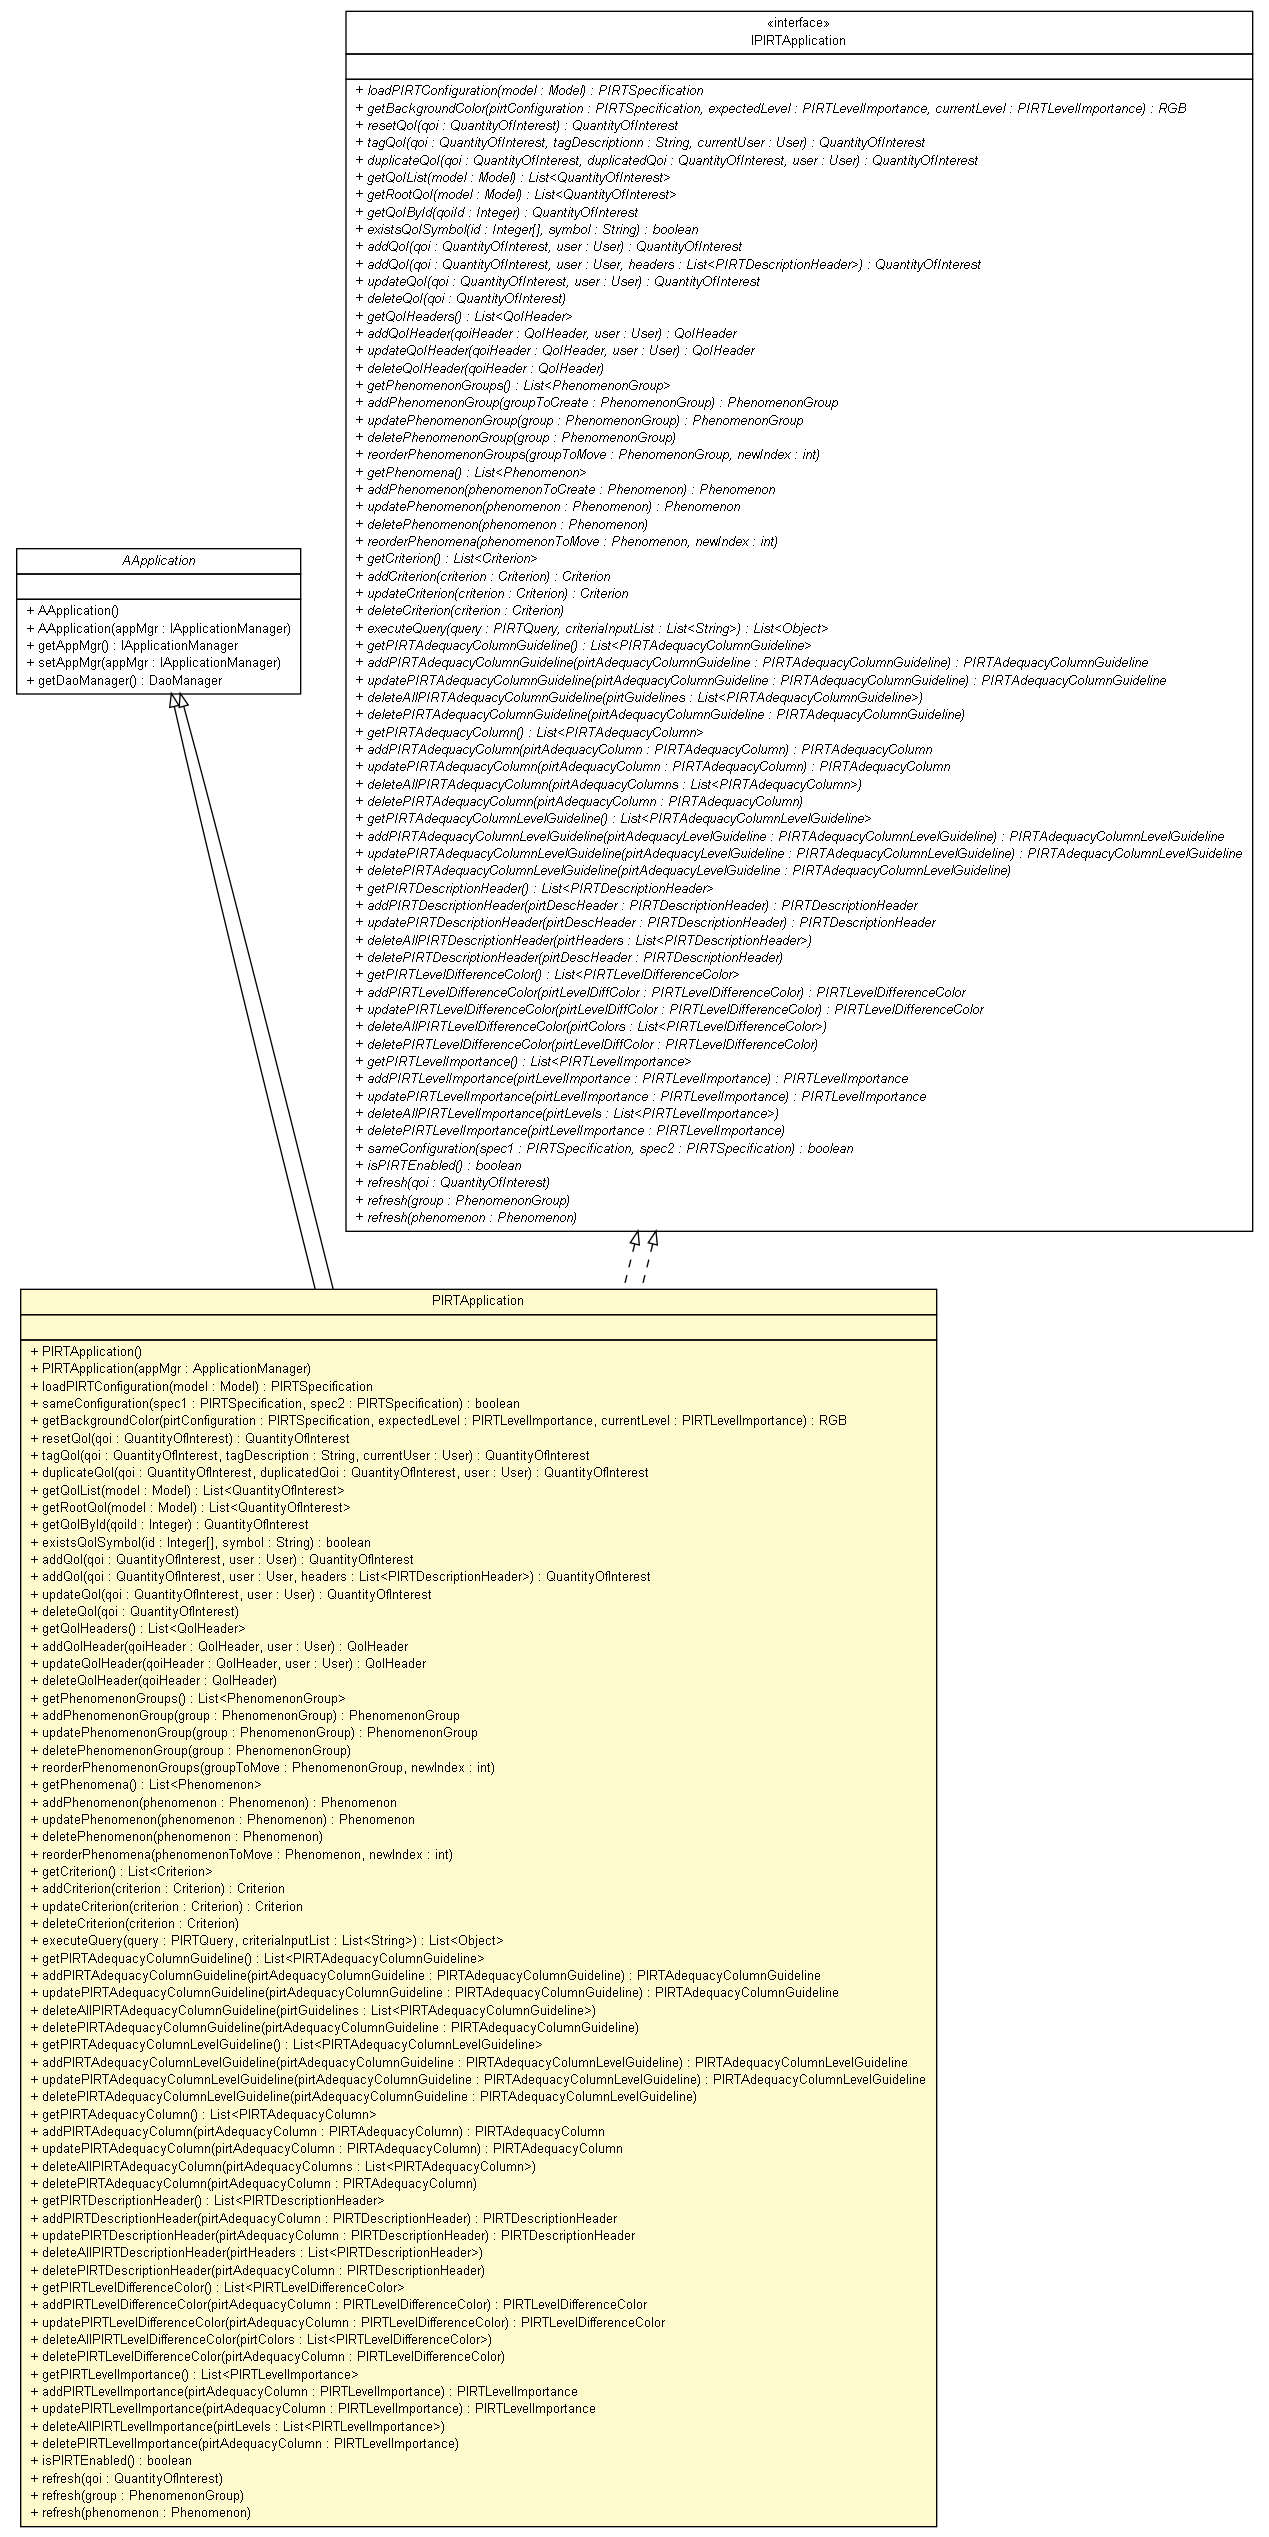 «interface»
IPIRTApplication
+ loadPIRTConfiguration(model : Model) : PIRTSpecification
+ getBackgroundColor(pirtConfiguration : PIRTSpecification, expectedLevel : PIRTLevelImportance, currentLevel : PIRTLevelImportance) : RGB
+ resetQoI(qoi : QuantityOfInterest) : QuantityOfInterest
+ tagQoI(qoi : QuantityOfInterest, tagDescriptionn : String, currentUser : User) : QuantityOfInterest
+ duplicateQoI(qoi : QuantityOfInterest, duplicatedQoi : QuantityOfInterest, user : User) : QuantityOfInterest
+ getQoIList(model : Model) : List<QuantityOfInterest>
+ getRootQoI(model : Model) : List<QuantityOfInterest>
+ getQoIById(qoiId : Integer) : QuantityOfInterest
+ existsQoISymbol(id : Integer[], symbol : String) : boolean
+ addQoI(qoi : QuantityOfInterest, user : User) : QuantityOfInterest
+ addQoI(qoi : QuantityOfInterest, user : User, headers : List<PIRTDescriptionHeader>) : QuantityOfInterest
+ updateQoI(qoi : QuantityOfInterest, user : User) : QuantityOfInterest
+ deleteQoI(qoi : QuantityOfInterest)
+ getQoIHeaders() : List<QoIHeader>
+ addQoIHeader(qoiHeader : QoIHeader, user : User) : QoIHeader
+ updateQoIHeader(qoiHeader : QoIHeader, user : User) : QoIHeader
+ deleteQoIHeader(qoiHeader : QoIHeader)
+ getPhenomenonGroups() : List<PhenomenonGroup>
+ addPhenomenonGroup(groupToCreate : PhenomenonGroup) : PhenomenonGroup
+ updatePhenomenonGroup(group : PhenomenonGroup) : PhenomenonGroup
+ deletePhenomenonGroup(group : PhenomenonGroup)
+ reorderPhenomenonGroups(groupToMove : PhenomenonGroup, newIndex : int)
+ getPhenomena() : List<Phenomenon>
+ addPhenomenon(phenomenonToCreate : Phenomenon) : Phenomenon
+ updatePhenomenon(phenomenon : Phenomenon) : Phenomenon
+ deletePhenomenon(phenomenon : Phenomenon)
+ reorderPhenomena(phenomenonToMove : Phenomenon, newIndex : int)
+ getCriterion() : List<Criterion>
+ addCriterion(criterion : Criterion) : Criterion
+ updateCriterion(criterion : Criterion) : Criterion
+ deleteCriterion(criterion : Criterion)
+ executeQuery(query : PIRTQuery, criteriaInputList : List<String>) : List<Object>
+ getPIRTAdequacyColumnGuideline() : List<PIRTAdequacyColumnGuideline>
+ addPIRTAdequacyColumnGuideline(pirtAdequacyColumnGuideline : PIRTAdequacyColumnGuideline) : PIRTAdequacyColumnGuideline
+ updatePIRTAdequacyColumnGuideline(pirtAdequacyColumnGuideline : PIRTAdequacyColumnGuideline) : PIRTAdequacyColumnGuideline
+ deleteAllPIRTAdequacyColumnGuideline(pirtGuidelines : List<PIRTAdequacyColumnGuideline>)
+ deletePIRTAdequacyColumnGuideline(pirtAdequacyColumnGuideline : PIRTAdequacyColumnGuideline)
+ getPIRTAdequacyColumn() : List<PIRTAdequacyColumn>
+ addPIRTAdequacyColumn(pirtAdequacyColumn : PIRTAdequacyColumn) : PIRTAdequacyColumn
+ updatePIRTAdequacyColumn(pirtAdequacyColumn : PIRTAdequacyColumn) : PIRTAdequacyColumn
+ deleteAllPIRTAdequacyColumn(pirtAdequacyColumns : List<PIRTAdequacyColumn>)
+ deletePIRTAdequacyColumn(pirtAdequacyColumn : PIRTAdequacyColumn)
+ getPIRTAdequacyColumnLevelGuideline() : List<PIRTAdequacyColumnLevelGuideline>
+ addPIRTAdequacyColumnLevelGuideline(pirtAdequacyLevelGuideline : PIRTAdequacyColumnLevelGuideline) : PIRTAdequacyColumnLevelGuideline
+ updatePIRTAdequacyColumnLevelGuideline(pirtAdequacyLevelGuideline : PIRTAdequacyColumnLevelGuideline) : PIRTAdequacyColumnLevelGuideline
+ deletePIRTAdequacyColumnLevelGuideline(pirtAdequacyLevelGuideline : PIRTAdequacyColumnLevelGuideline)
+ getPIRTDescriptionHeader() : List<PIRTDescriptionHeader>
+ addPIRTDescriptionHeader(pirtDescHeader : PIRTDescriptionHeader) : PIRTDescriptionHeader
+ updatePIRTDescriptionHeader(pirtDescHeader : PIRTDescriptionHeader) : PIRTDescriptionHeader
+ deleteAllPIRTDescriptionHeader(pirtHeaders : List<PIRTDescriptionHeader>)
+ deletePIRTDescriptionHeader(pirtDescHeader : PIRTDescriptionHeader)
+ getPIRTLevelDifferenceColor() : List<PIRTLevelDifferenceColor>
+ addPIRTLevelDifferenceColor(pirtLevelDiffColor : PIRTLevelDifferenceColor) : PIRTLevelDifferenceColor
+ updatePIRTLevelDifferenceColor(pirtLevelDiffColor : PIRTLevelDifferenceColor) : PIRTLevelDifferenceColor
+ deleteAllPIRTLevelDifferenceColor(pirtColors : List<PIRTLevelDifferenceColor>)
+ deletePIRTLevelDifferenceColor(pirtLevelDiffColor : PIRTLevelDifferenceColor)
+ getPIRTLevelImportance() : List<PIRTLevelImportance>
+ addPIRTLevelImportance(pirtLevelImportance : PIRTLevelImportance) : PIRTLevelImportance
+ updatePIRTLevelImportance(pirtLevelImportance : PIRTLevelImportance) : PIRTLevelImportance
+ deleteAllPIRTLevelImportance(pirtLevels : List<PIRTLevelImportance>)
+ deletePIRTLevelImportance(pirtLevelImportance : PIRTLevelImportance)
+ sameConfiguration(spec1 : PIRTSpecification, spec2 : PIRTSpecification) : boolean
+ isPIRTEnabled() : boolean
+ refresh(qoi : QuantityOfInterest)
+ refresh(group : PhenomenonGroup)
+ refresh(phenomenon : Phenomenon)
AApplication
+ AApplication()
+ AApplication(appMgr : IApplicationManager)
+ getAppMgr() : IApplicationManager
+ setAppMgr(appMgr : IApplicationManager)
+ getDaoManager() : DaoManager
PIRTApplication
+ PIRTApplication()
+ PIRTApplication(appMgr : ApplicationManager)
+ loadPIRTConfiguration(model : Model) : PIRTSpecification
+ sameConfiguration(spec1 : PIRTSpecification, spec2 : PIRTSpecification) : boolean
+ getBackgroundColor(pirtConfiguration : PIRTSpecification, expectedLevel : PIRTLevelImportance, currentLevel : PIRTLevelImportance) : RGB
+ resetQoI(qoi : QuantityOfInterest) : QuantityOfInterest
+ tagQoI(qoi : QuantityOfInterest, tagDescription : String, currentUser : User) : QuantityOfInterest
+ duplicateQoI(qoi : QuantityOfInterest, duplicatedQoi : QuantityOfInterest, user : User) : QuantityOfInterest
+ getQoIList(model : Model) : List<QuantityOfInterest>
+ getRootQoI(model : Model) : List<QuantityOfInterest>
+ getQoIById(qoiId : Integer) : QuantityOfInterest
+ existsQoISymbol(id : Integer[], symbol : String) : boolean
+ addQoI(qoi : QuantityOfInterest, user : User) : QuantityOfInterest
+ addQoI(qoi : QuantityOfInterest, user : User, headers : List<PIRTDescriptionHeader>) : QuantityOfInterest
+ updateQoI(qoi : QuantityOfInterest, user : User) : QuantityOfInterest
+ deleteQoI(qoi : QuantityOfInterest)
+ getQoIHeaders() : List<QoIHeader>
+ addQoIHeader(qoiHeader : QoIHeader, user : User) : QoIHeader
+ updateQoIHeader(qoiHeader : QoIHeader, user : User) : QoIHeader
+ deleteQoIHeader(qoiHeader : QoIHeader)
+ getPhenomenonGroups() : List<PhenomenonGroup>
+ addPhenomenonGroup(group : PhenomenonGroup) : PhenomenonGroup
+ updatePhenomenonGroup(group : PhenomenonGroup) : PhenomenonGroup
+ deletePhenomenonGroup(group : PhenomenonGroup)
+ reorderPhenomenonGroups(groupToMove : PhenomenonGroup, newIndex : int)
+ getPhenomena() : List<Phenomenon>
+ addPhenomenon(phenomenon : Phenomenon) : Phenomenon
+ updatePhenomenon(phenomenon : Phenomenon) : Phenomenon
+ deletePhenomenon(phenomenon : Phenomenon)
+ reorderPhenomena(phenomenonToMove : Phenomenon, newIndex : int)
+ getCriterion() : List<Criterion>
+ addCriterion(criterion : Criterion) : Criterion
+ updateCriterion(criterion : Criterion) : Criterion
+ deleteCriterion(criterion : Criterion)
+ executeQuery(query : PIRTQuery, criteriaInputList : List<String>) : List<Object>
+ getPIRTAdequacyColumnGuideline() : List<PIRTAdequacyColumnGuideline>
+ addPIRTAdequacyColumnGuideline(pirtAdequacyColumnGuideline : PIRTAdequacyColumnGuideline) : PIRTAdequacyColumnGuideline
+ updatePIRTAdequacyColumnGuideline(pirtAdequacyColumnGuideline : PIRTAdequacyColumnGuideline) : PIRTAdequacyColumnGuideline
+ deleteAllPIRTAdequacyColumnGuideline(pirtGuidelines : List<PIRTAdequacyColumnGuideline>)
+ deletePIRTAdequacyColumnGuideline(pirtAdequacyColumnGuideline : PIRTAdequacyColumnGuideline)
+ getPIRTAdequacyColumnLevelGuideline() : List<PIRTAdequacyColumnLevelGuideline>
+ addPIRTAdequacyColumnLevelGuideline(pirtAdequacyColumnGuideline : PIRTAdequacyColumnLevelGuideline) : PIRTAdequacyColumnLevelGuideline
+ updatePIRTAdequacyColumnLevelGuideline(pirtAdequacyColumnGuideline : PIRTAdequacyColumnLevelGuideline) : PIRTAdequacyColumnLevelGuideline
+ deletePIRTAdequacyColumnLevelGuideline(pirtAdequacyColumnGuideline : PIRTAdequacyColumnLevelGuideline)
+ getPIRTAdequacyColumn() : List<PIRTAdequacyColumn>
+ addPIRTAdequacyColumn(pirtAdequacyColumn : PIRTAdequacyColumn) : PIRTAdequacyColumn
+ updatePIRTAdequacyColumn(pirtAdequacyColumn : PIRTAdequacyColumn) : PIRTAdequacyColumn
+ deleteAllPIRTAdequacyColumn(pirtAdequacyColumns : List<PIRTAdequacyColumn>)
+ deletePIRTAdequacyColumn(pirtAdequacyColumn : PIRTAdequacyColumn)
+ getPIRTDescriptionHeader() : List<PIRTDescriptionHeader>
+ addPIRTDescriptionHeader(pirtAdequacyColumn : PIRTDescriptionHeader) : PIRTDescriptionHeader
+ updatePIRTDescriptionHeader(pirtAdequacyColumn : PIRTDescriptionHeader) : PIRTDescriptionHeader
+ deleteAllPIRTDescriptionHeader(pirtHeaders : List<PIRTDescriptionHeader>)
+ deletePIRTDescriptionHeader(pirtAdequacyColumn : PIRTDescriptionHeader)
+ getPIRTLevelDifferenceColor() : List<PIRTLevelDifferenceColor>
+ addPIRTLevelDifferenceColor(pirtAdequacyColumn : PIRTLevelDifferenceColor) : PIRTLevelDifferenceColor
+ updatePIRTLevelDifferenceColor(pirtAdequacyColumn : PIRTLevelDifferenceColor) : PIRTLevelDifferenceColor
+ deleteAllPIRTLevelDifferenceColor(pirtColors : List<PIRTLevelDifferenceColor>)
+ deletePIRTLevelDifferenceColor(pirtAdequacyColumn : PIRTLevelDifferenceColor)
+ getPIRTLevelImportance() : List<PIRTLevelImportance>
+ addPIRTLevelImportance(pirtAdequacyColumn : PIRTLevelImportance) : PIRTLevelImportance
+ updatePIRTLevelImportance(pirtAdequacyColumn : PIRTLevelImportance) : PIRTLevelImportance
+ deleteAllPIRTLevelImportance(pirtLevels : List<PIRTLevelImportance>)
+ deletePIRTLevelImportance(pirtAdequacyColumn : PIRTLevelImportance)
+ isPIRTEnabled() : boolean
+ refresh(qoi : QuantityOfInterest)
+ refresh(group : PhenomenonGroup)
+ refresh(phenomenon : Phenomenon)